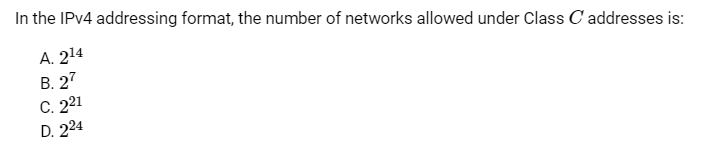 In the IPv4 addressing format, the number of networks allowed under Class C addresses is:
A. 2^14
B. 2^7
C. 2^21
D. 2^24